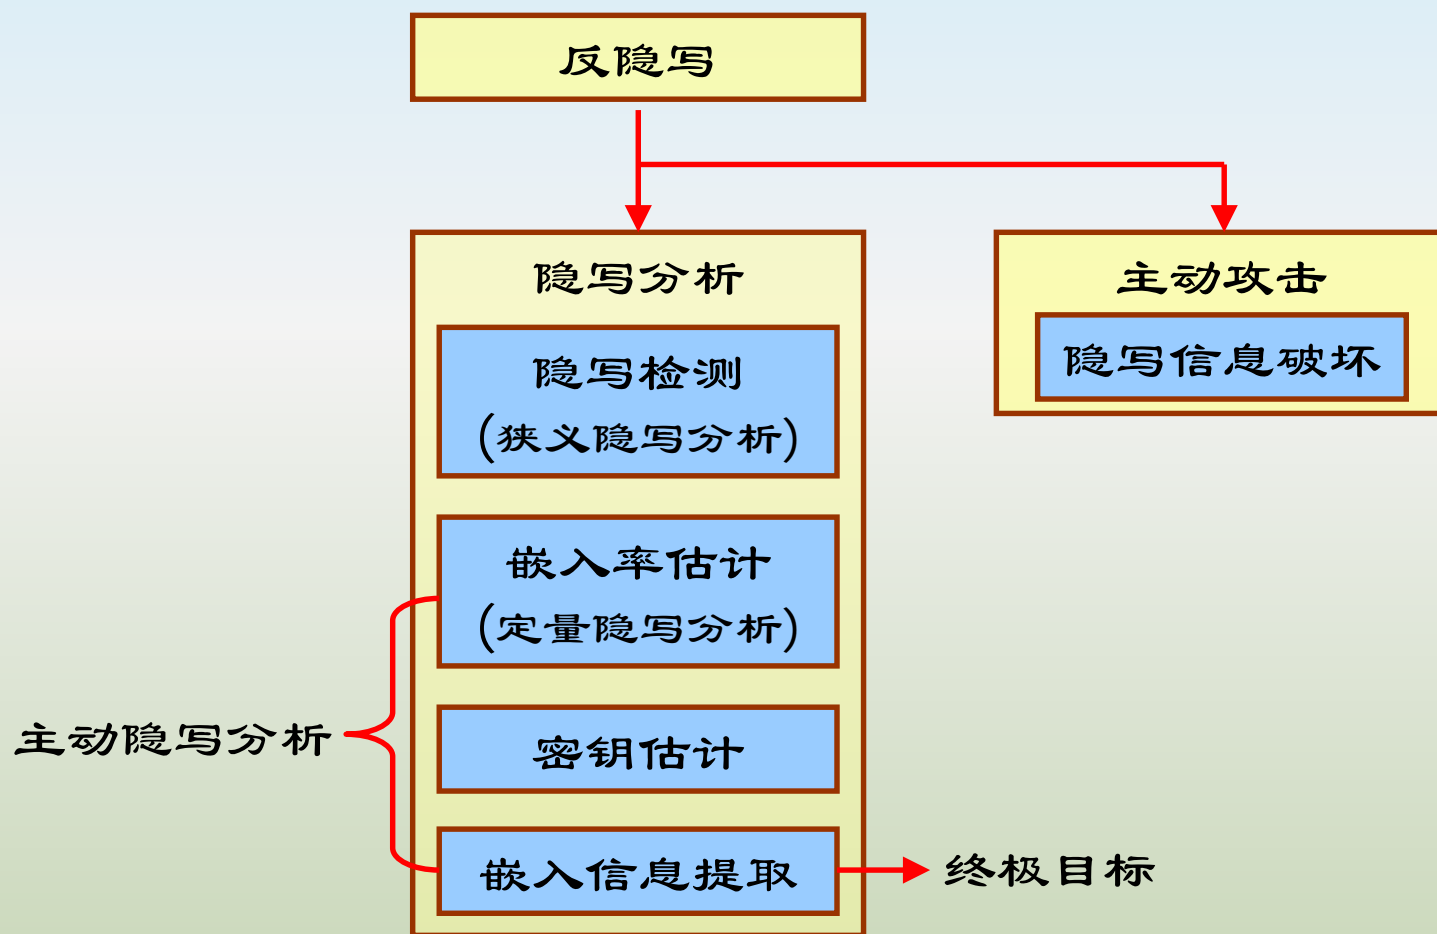 反隐写
隐写分析
主动攻击
隐写信息破坏
隐写检测
(狭义隐写分析)
嵌入率估计
(定量隐写分析)
主动隐写分析
密钥估计
嵌入信息提取
终极目标